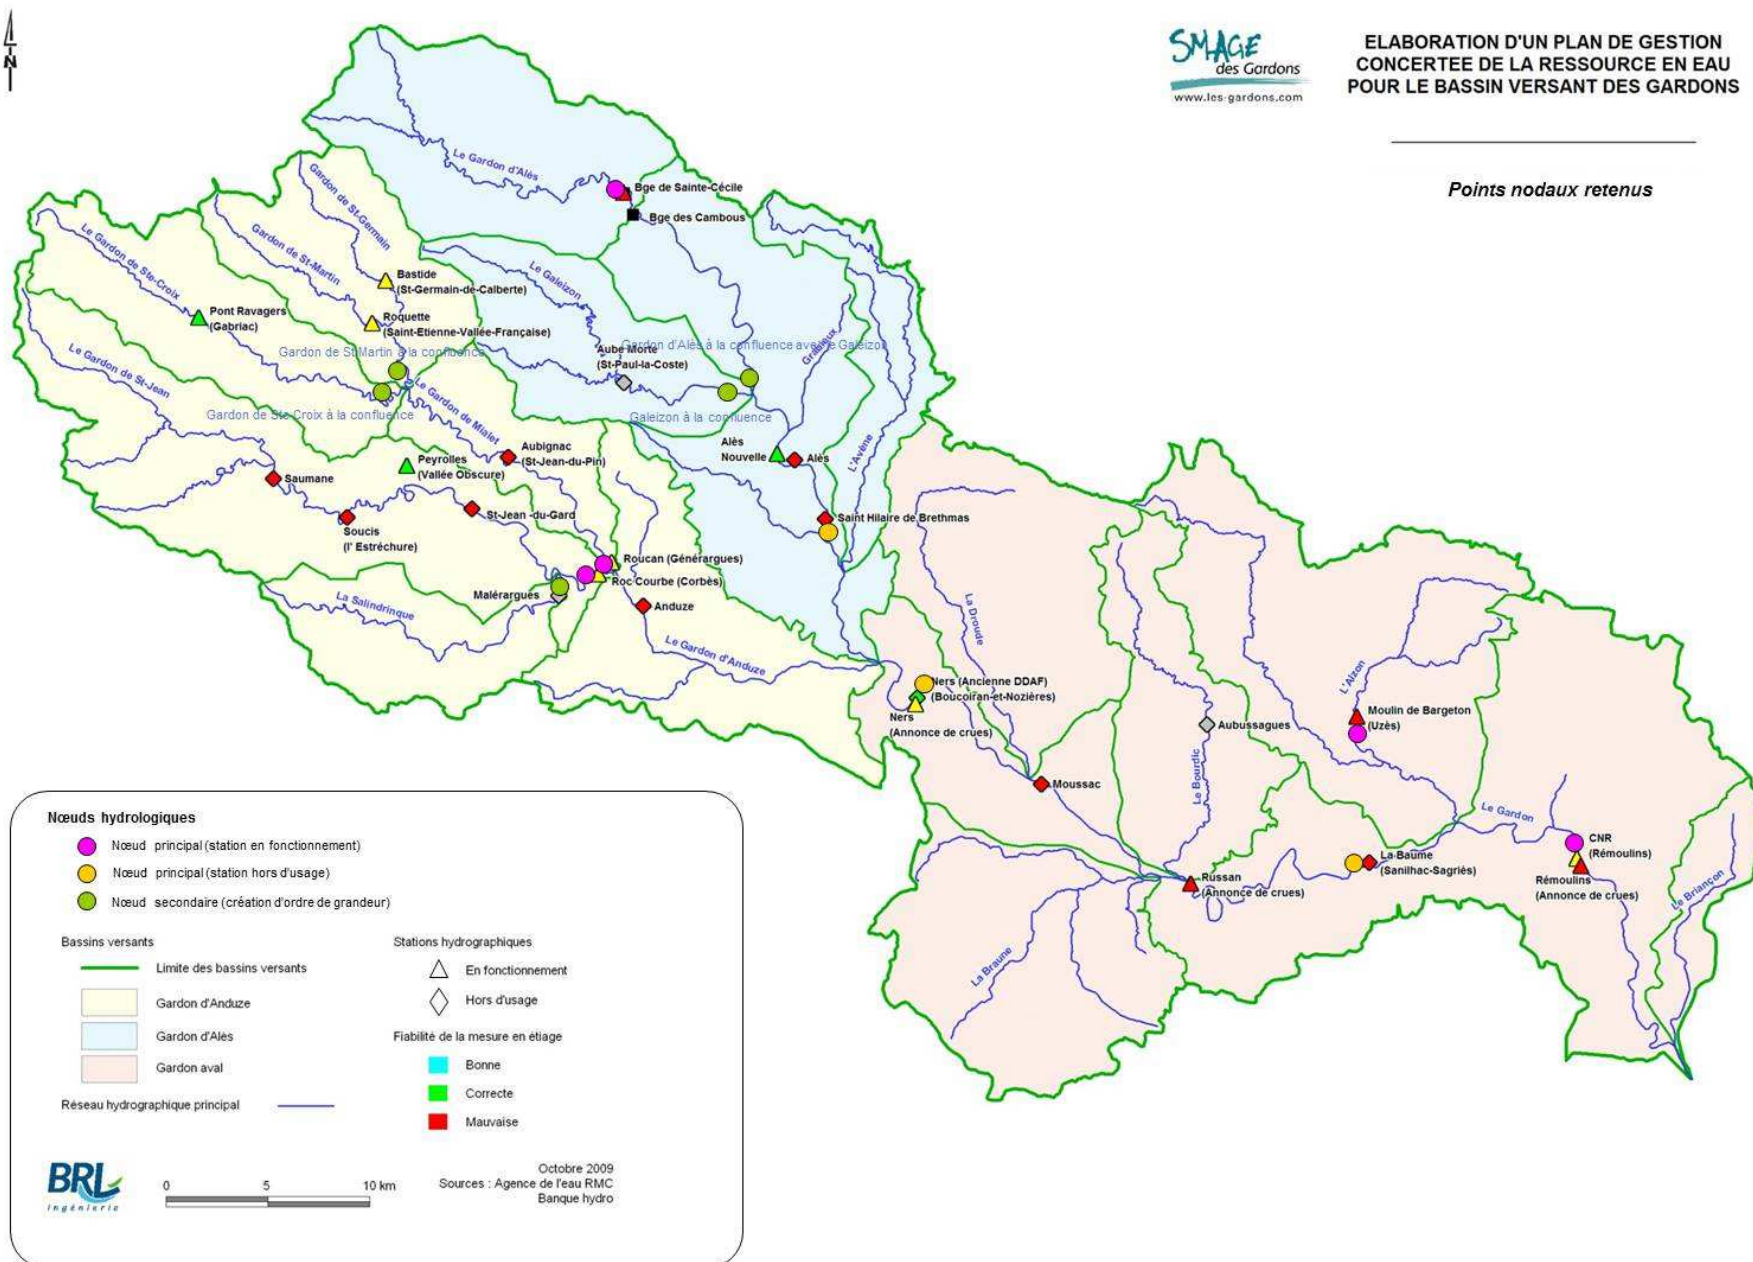 N
SMAGE
des Gardons
www.les-gardons.com
ELABORATION D'UN PLAN DE GESTION
CONCERTEE DE LA RESSOURCE EN EAU
POUR LE BASSIN VERSANT DES GARDONS
Points nodaux retenus
Le Gardon d'Alès
Bge de Sainte-Cécile
Bge des Cambous
Gardon de St-Germain
Gardon de St-Martin
Le Gardon de Ste-Croix
Le Galeizon
Bastide
(St-Germain-de-Calberte)
Pont Ravagers
(Gabriac)
Roquette
(Saint-Etienne-Vallée-Française)
Gardon de St Martin à la confluence
Gardon d'Alès à la confluence avec le Galeizon
Grabieux
Aube Morte
(St-Paul-la-Coste)
Le Gardon de St-Jean
Le Gardon de Mialet
Gardon de Ste Croix à la confluence
Galeizon à la confluence
L'Avène
Alès
Nouvelle
Alès
Aubignac
(St-Jean-du-Pin)
Peyrolles
(Vallée Obscure)
Saumane
St-Jean -du-Gard
Soucis
(l' Estréchure)
Saint Hilaire de Brethmas
Roucan (Générargues)
Roc Courbe (Corbès)
Malérargues
La Salindrinque
Anduze
Le Gardon d'Anduze
La Droude
Ners (Ancienne DDAF)
(Boucoiran-et-Nozières)
Ners
(Annonce de crues)
L'Alzon
Moulin de Bargeton
(Uzès)
Aubussagues
Le Bourdic
Moussac
Le Gardon
CNR
(Rémoulins)
La Baume
(Sanilhac-Sagriès)
Rémoulins
(Annonce de crues)
Russan
(Annonce de crues)
Le Briançon
La Braune
Nœuds hydrologiques
Nœud principal (station en fonctionnement)
Nœud principal (station hors d'usage)
Nœud secondaire (création d'ordre de grandeur)
Bassins versants
Limite des bassins versants
Gardon d'Anduze
Gardon d'Alès
Gardon aval
Réseau hydrographique principal
Stations hydrographiques
En fonctionnement
Hors d'usage
Fiabilité de la mesure en étiage
Bonne
Correcte
Mauvaise
BRL
ingénierie
0 5 10 km
Octobre 2009
Sources : Agence de l'eau RMC
Banque hydro